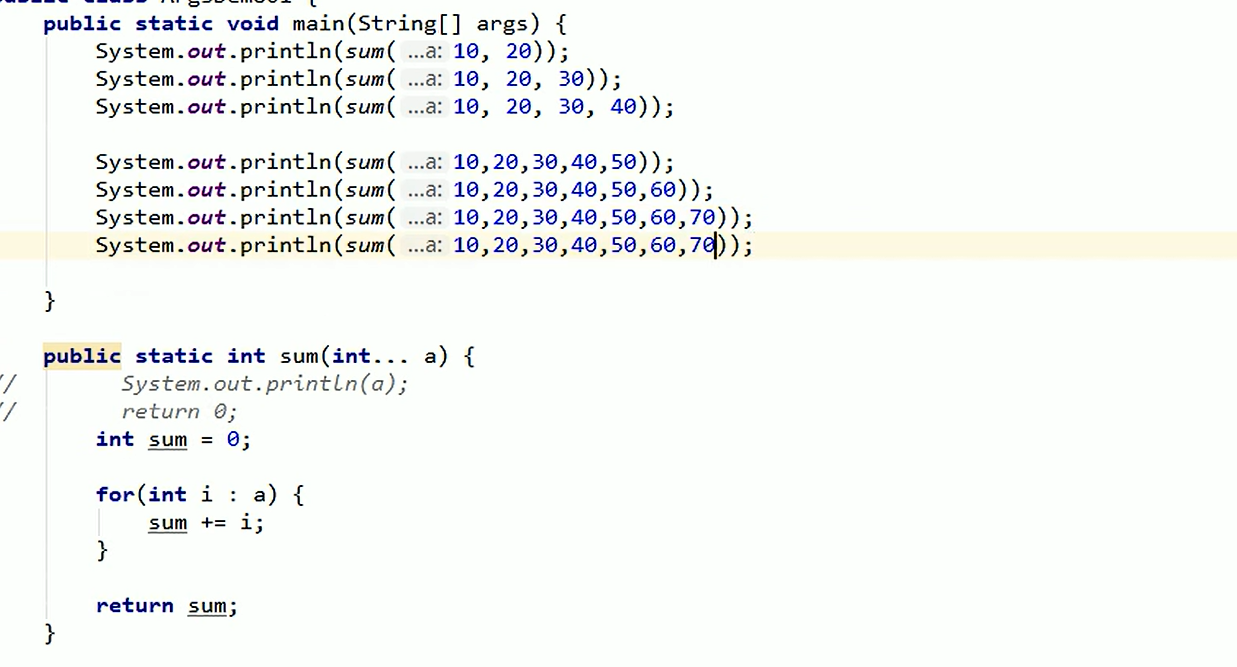 public class ArgsDemo01 {
public static void main(String[] args) {
System.out.println(sum( ...a: 10, 20));
System.out.println(sum( ...a: 10, 20, 30));
System.out.println(sum( ...a: 10, 20, 30, 40));
System.out.println(sum( ...a: 10,20,30,40,50));
System.out.println(sum( ...a: 10,20,30,40,50,60));
System.out.println(sum( ...a: 10,20,30,40,50,60,70));
System.out.println(sum( ...a: 10,20,30,40,50,60,70));
}
public static int sum(int... a) {
// System.out.println(a);
// return 0;
int sum = 0;
for(int i : a) {
sum += i;
}
return sum;
}